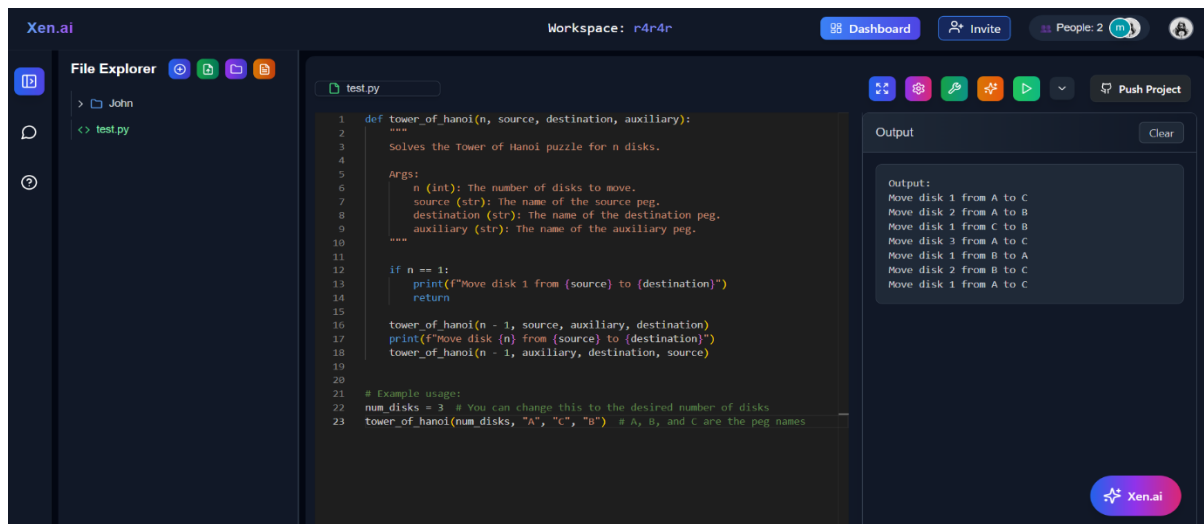 Xen.ai
Workspace: r4r4r
Dashboard
Invite
People: 2
m
File Explorer
John
<> test.py
test.py
Push Project
1 def tower_of_hanoi(n, source, destination, auxiliary):
2     """
3     Solves the Tower of Hanoi puzzle for n disks.
4
5     Args:
6         n (int): The number of disks to move.
7         source (str): The name of the source peg.
8         destination (str): The name of the destination peg.
9         auxiliary (str): The name of the auxiliary peg.
10     """
11
12     if n == 1:
13         print(f"Move disk 1 from {source} to {destination}")
14         return
15
16     tower_of_hanoi(n - 1, source, auxiliary, destination)
17     print(f"Move disk {n} from {source} to {destination}")
18     tower_of_hanoi(n - 1, auxiliary, destination, source)
19
20
21 # Example usage:
22 num_disks = 3  # You can change this to the desired number of disks
23 tower_of_hanoi(num_disks, "A", "C", "B")  # A, B, and C are the peg names
Output
Clear
Output:
Move disk 1 from A to C
Move disk 2 from A to B
Move disk 1 from C to B
Move disk 3 from A to C
Move disk 1 from B to A
Move disk 2 from B to C
Move disk 1 from A to C
Xen.ai